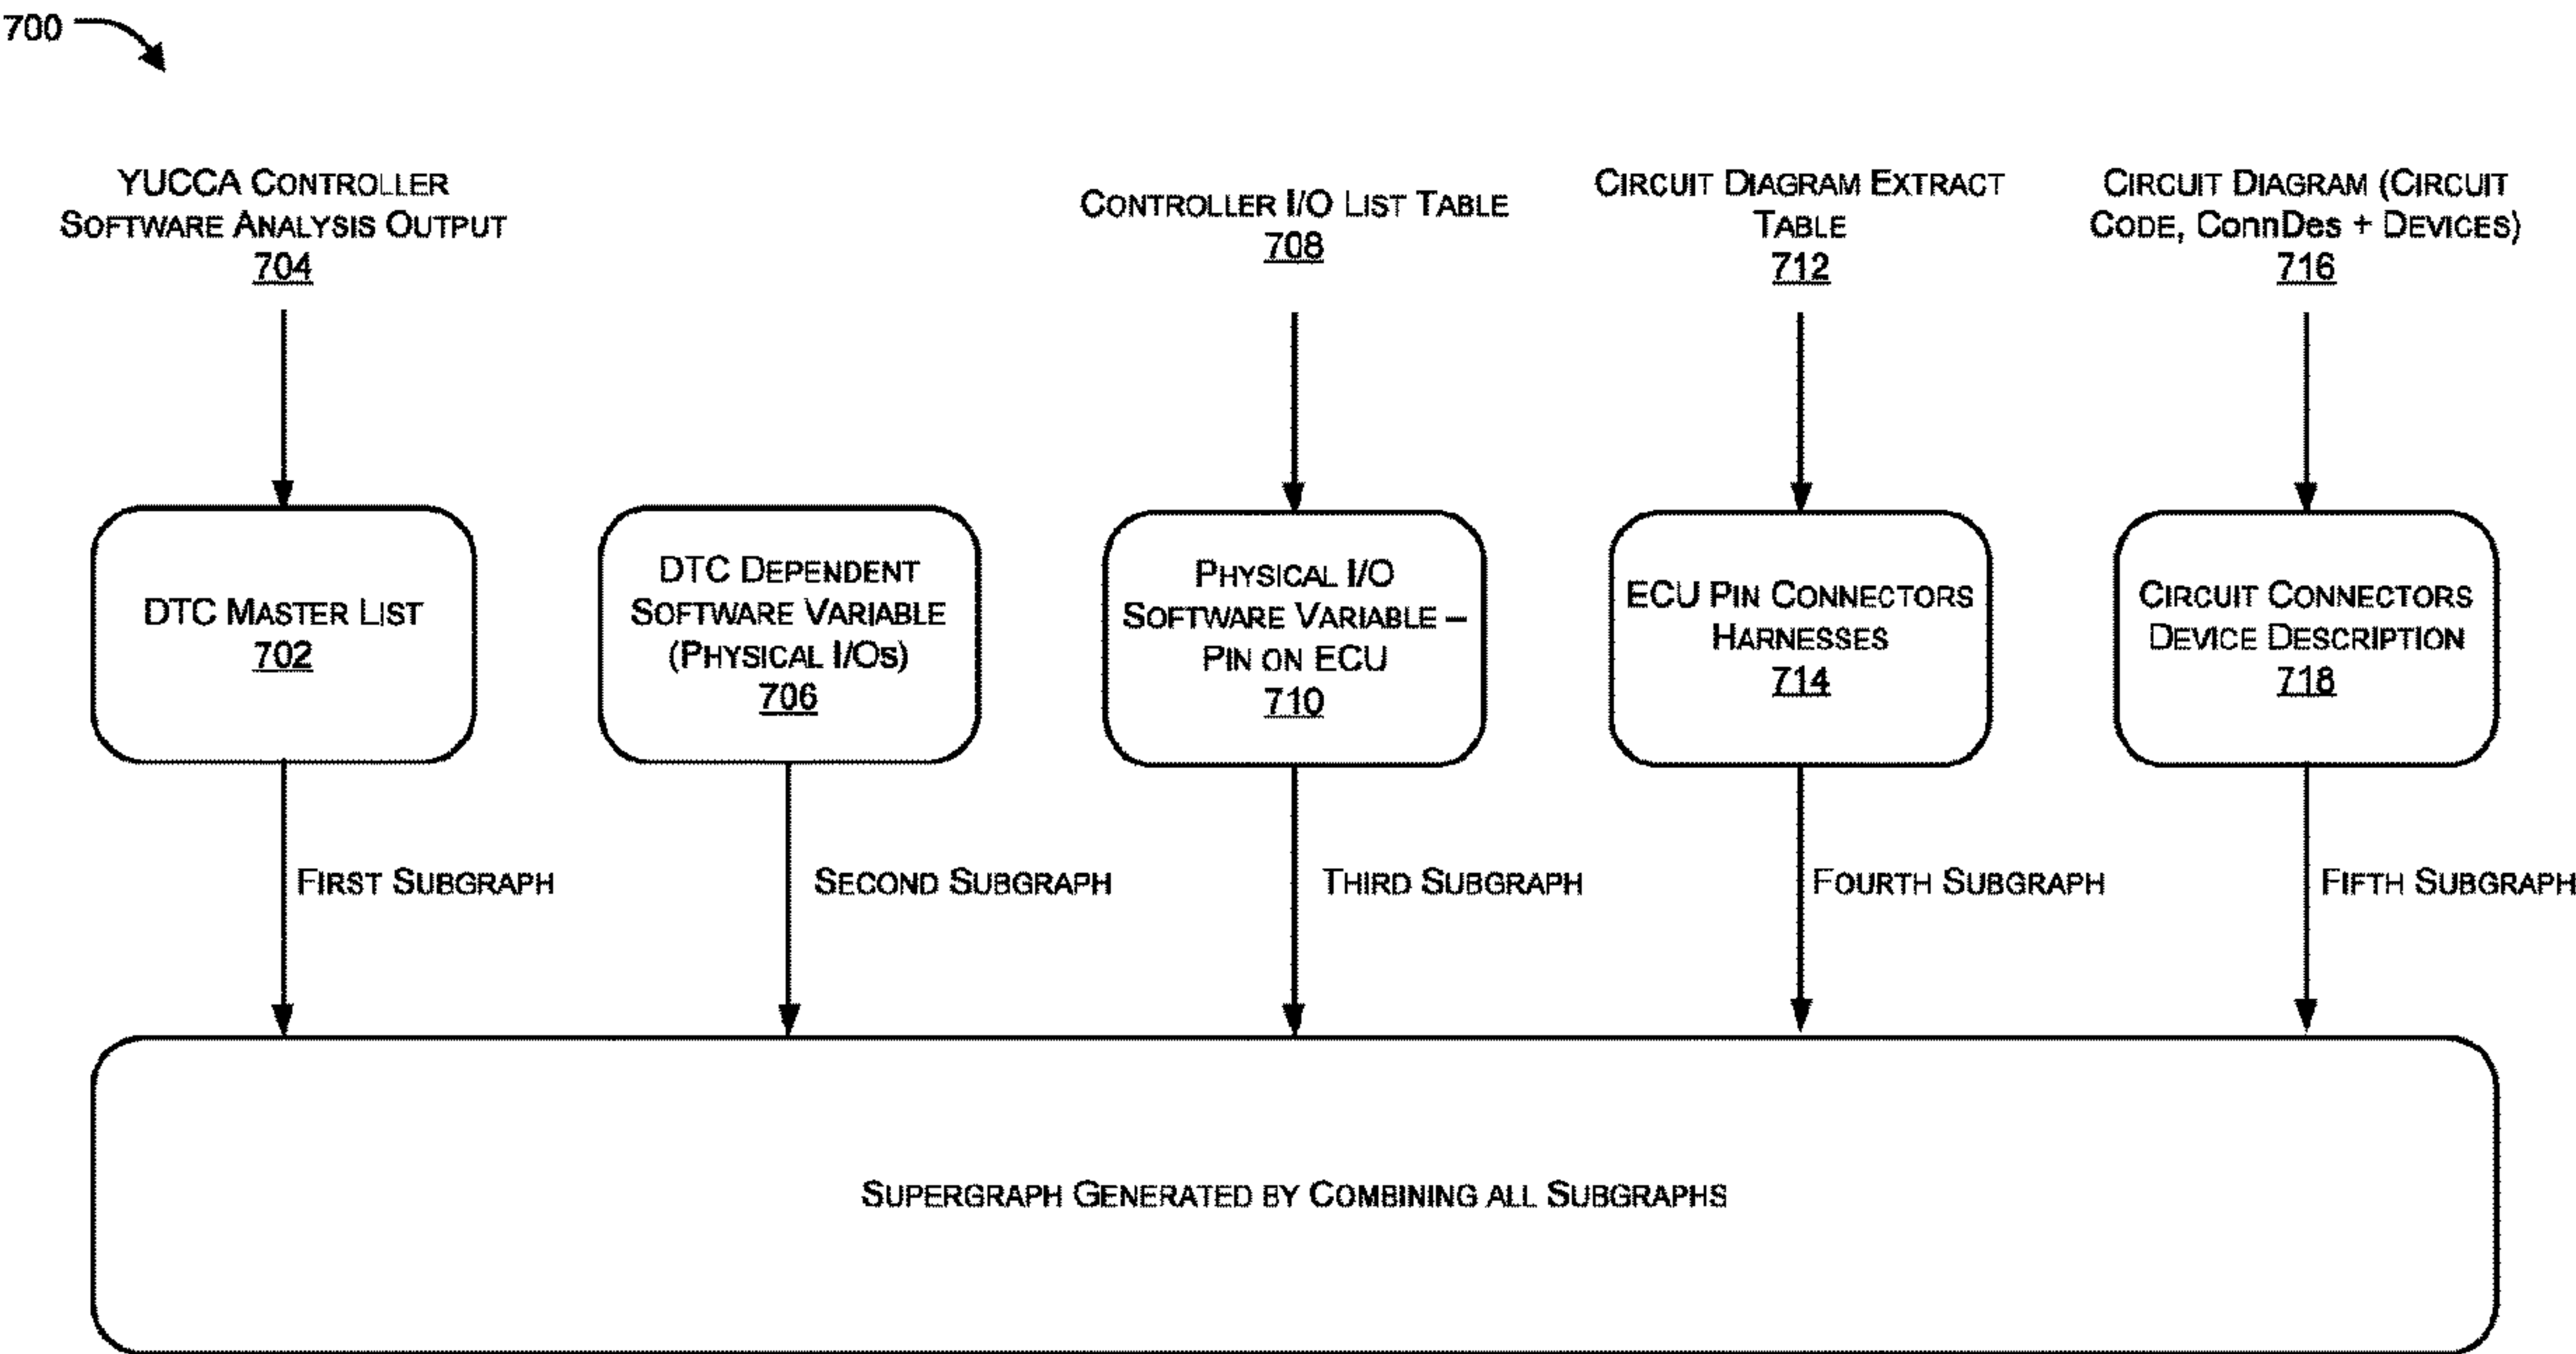 700
YUCCA CONTROLLER
SOFTWARE ANALYSIS OUTPUT
704
CONTROLLER I/O LIST TABLE
708
CIRCUIT DIAGRAM EXTRACT
TABLE
712
CIRCUIT DIAGRAM (CIRCUIT
CODE, ConnDes + DEVICES)
716
DTC MASTER LIST
702
DTC DEPENDENT
SOFTWARE VARIABLE
(PHYSICAL I/Os)
706
PHYSICAL I/O
SOFTWARE VARIABLE –
PIN ON ECU
710
ECU PIN CONNECTORS
HARNESSES
714
CIRCUIT CONNECTORS
DEVICE DESCRIPTION
718
FIRST SUBGRAPH
SECOND SUBGRAPH
THIRD SUBGRAPH
FOURTH SUBGRAPH
FIFTH SUBGRAPH
SUPERGRAPH GENERATED BY COMBINING ALL SUBGRAPHS